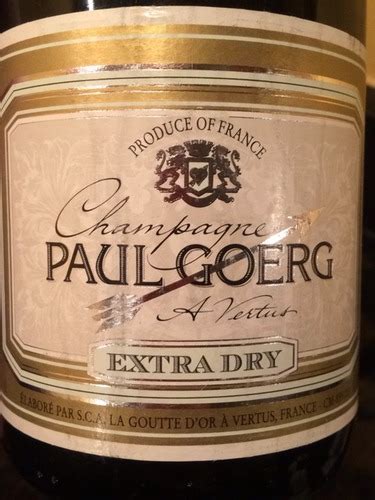 PRODUCE OF FRANCE
Champagne
PAUL GOERG
A Vertus
EXTRA DRY
ÉLABORÉ PAR S.C.A. LA GOUTTE D'OR À VERTUS, FRANCE